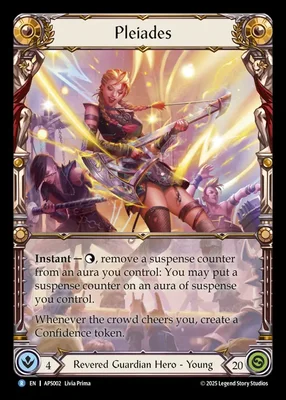 Pleiades
Instant — , remove a suspense counter
from an aura you control: You may put a
suspense counter on an aura of suspense
you control.
Whenever the crowd cheers you, create a
Confidence token.
4 Revered Guardian Hero - Young 20
R EN | APS002 Livia Prima © 2025 Legend Story Studios